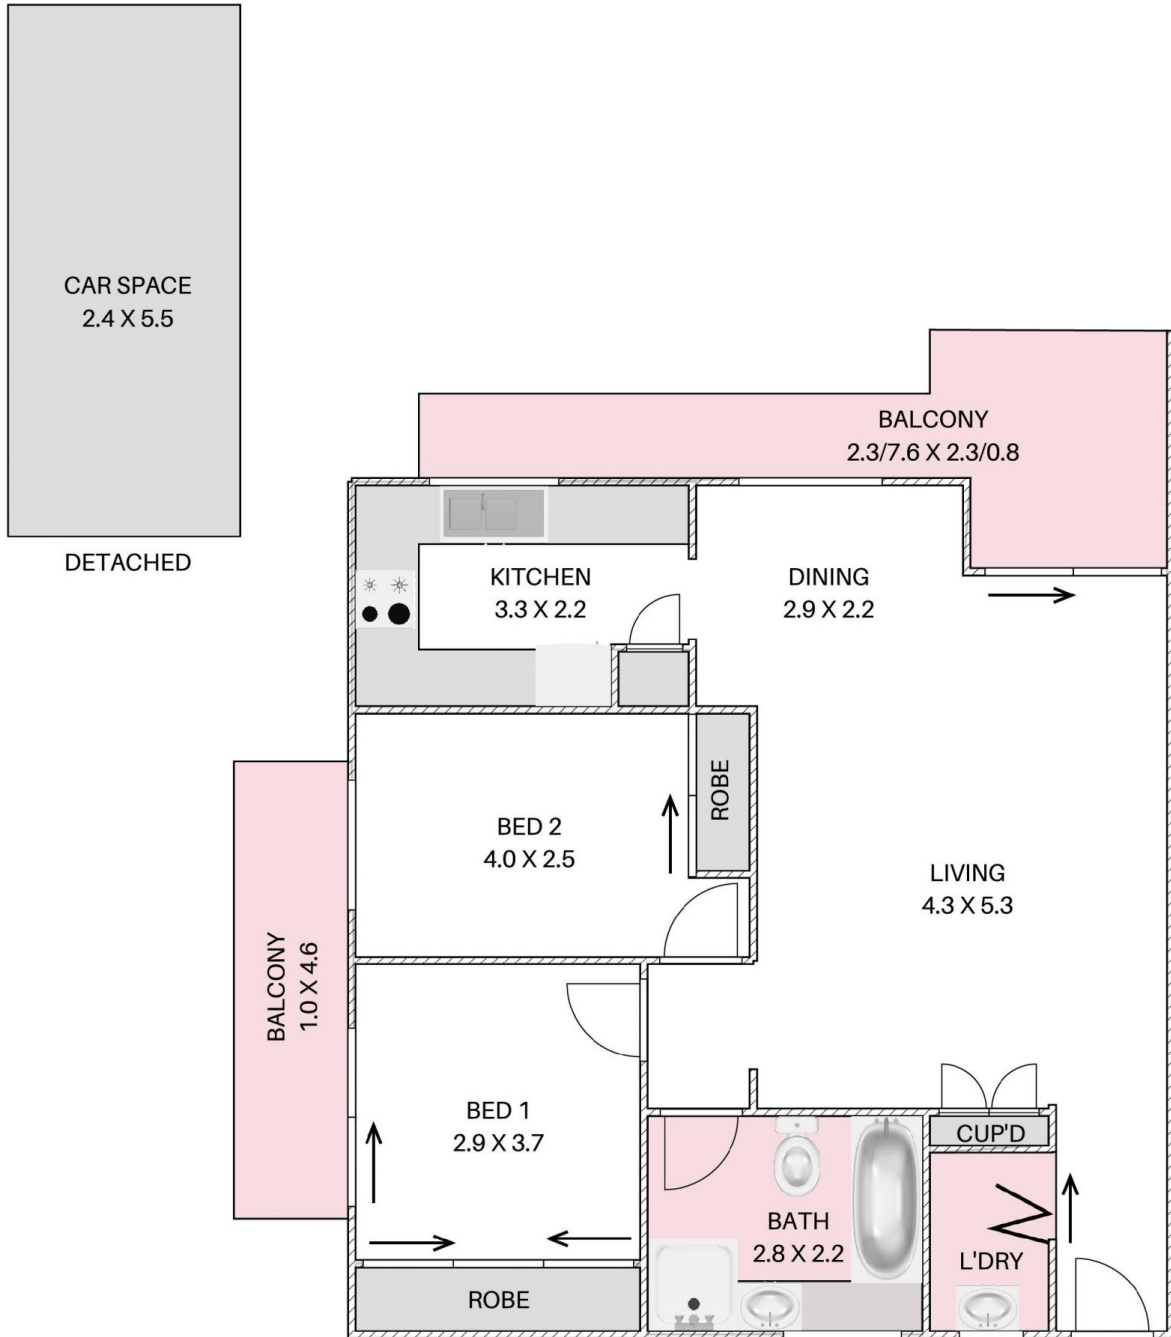 CAR SPACE
2.4 X 5.5
DETACHED
BALCONY
2.3/7.6 X 2.3/0.8
KITCHEN
3.3 X 2.2
DINING
2.9 X 2.2
ROBE
BED 2
4.0 X 2.5
LIVING
4.3 X 5.3
BALCONY
1.0 X 4.6
BED 1
2.9 X 3.7
CUP'D
BATH
2.8 X 2.2
L'DRY
ROBE